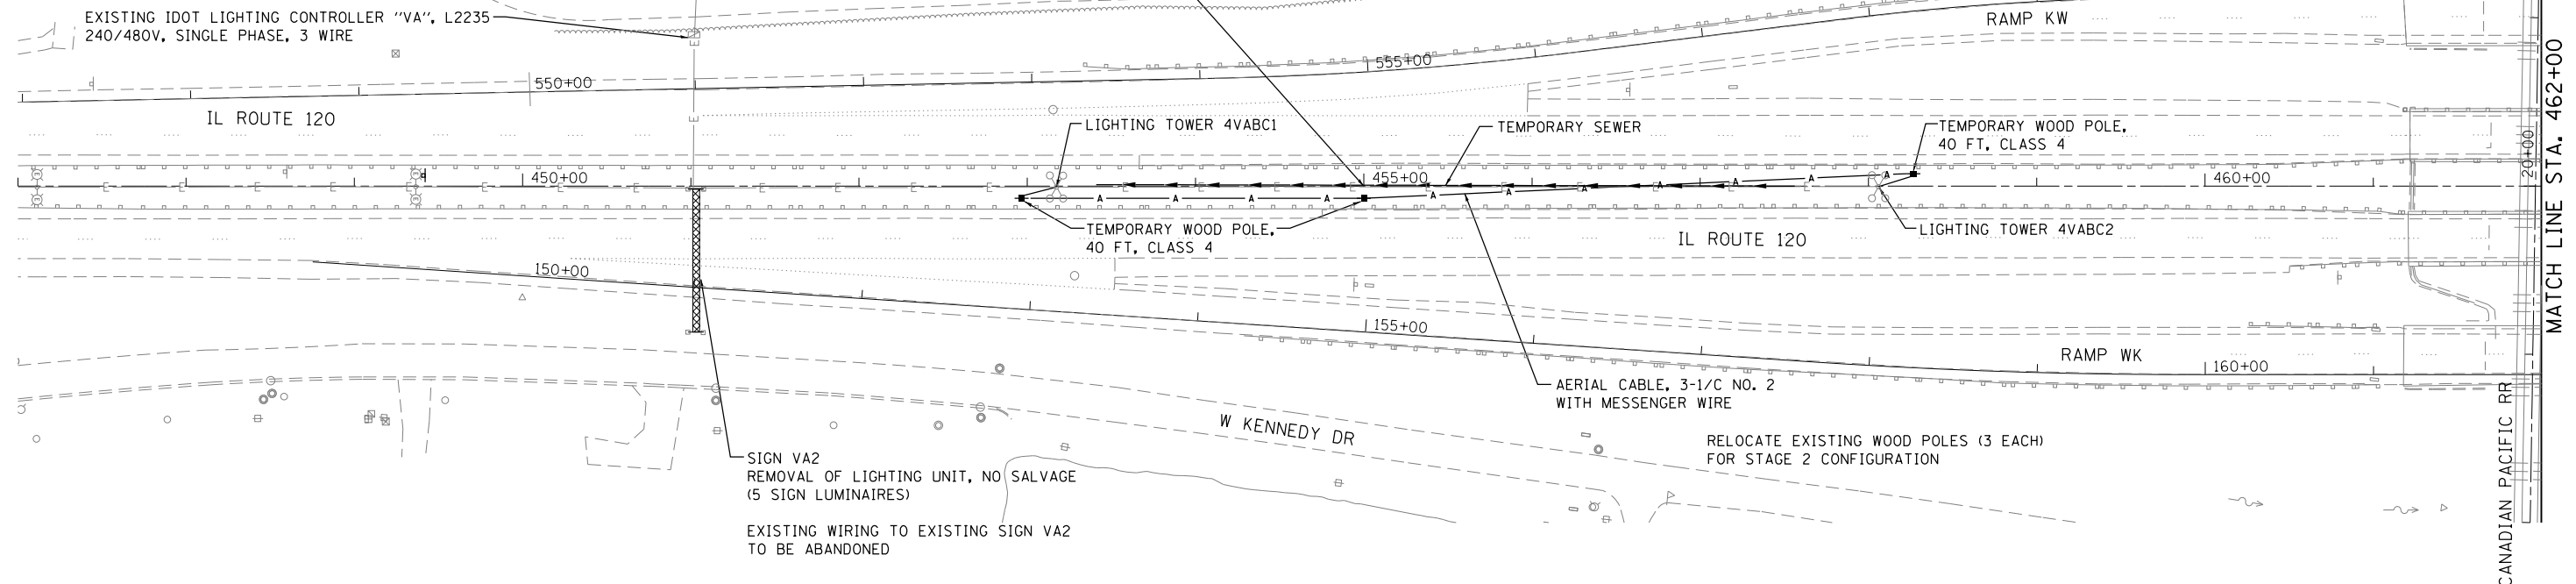 EXISTING IDOT LIGHTING CONTROLLER "VA", L2235
240/480V, SINGLE PHASE, 3 WIRE
RAMP KW
550+00
555+00
IL ROUTE 120
LIGHTING TOWER 4VABC1
TEMPORARY SEWER
TEMPORARY WOOD POLE,
40 FT, CLASS 4
450+00
455+00
460+00
20+00
MATCH LINE STA. 462+00
TEMPORARY WOOD POLE,
40 FT, CLASS 4
IL ROUTE 120
LIGHTING TOWER 4VABC2
150+00
155+00
RAMP WK
160+00
AERIAL CABLE, 3-1/C NO. 2
WITH MESSENGER WIRE
W KENNEDY DR
RELOCATE EXISTING WOOD POLES (3 EACH)
FOR STAGE 2 CONFIGURATION
SIGN VA2
REMOVAL OF LIGHTING UNIT, NO SALVAGE
(5 SIGN LUMINAIRES)
EXISTING WIRING TO EXISTING SIGN VA2
TO BE ABANDONED
CANADIAN PACIFIC RR